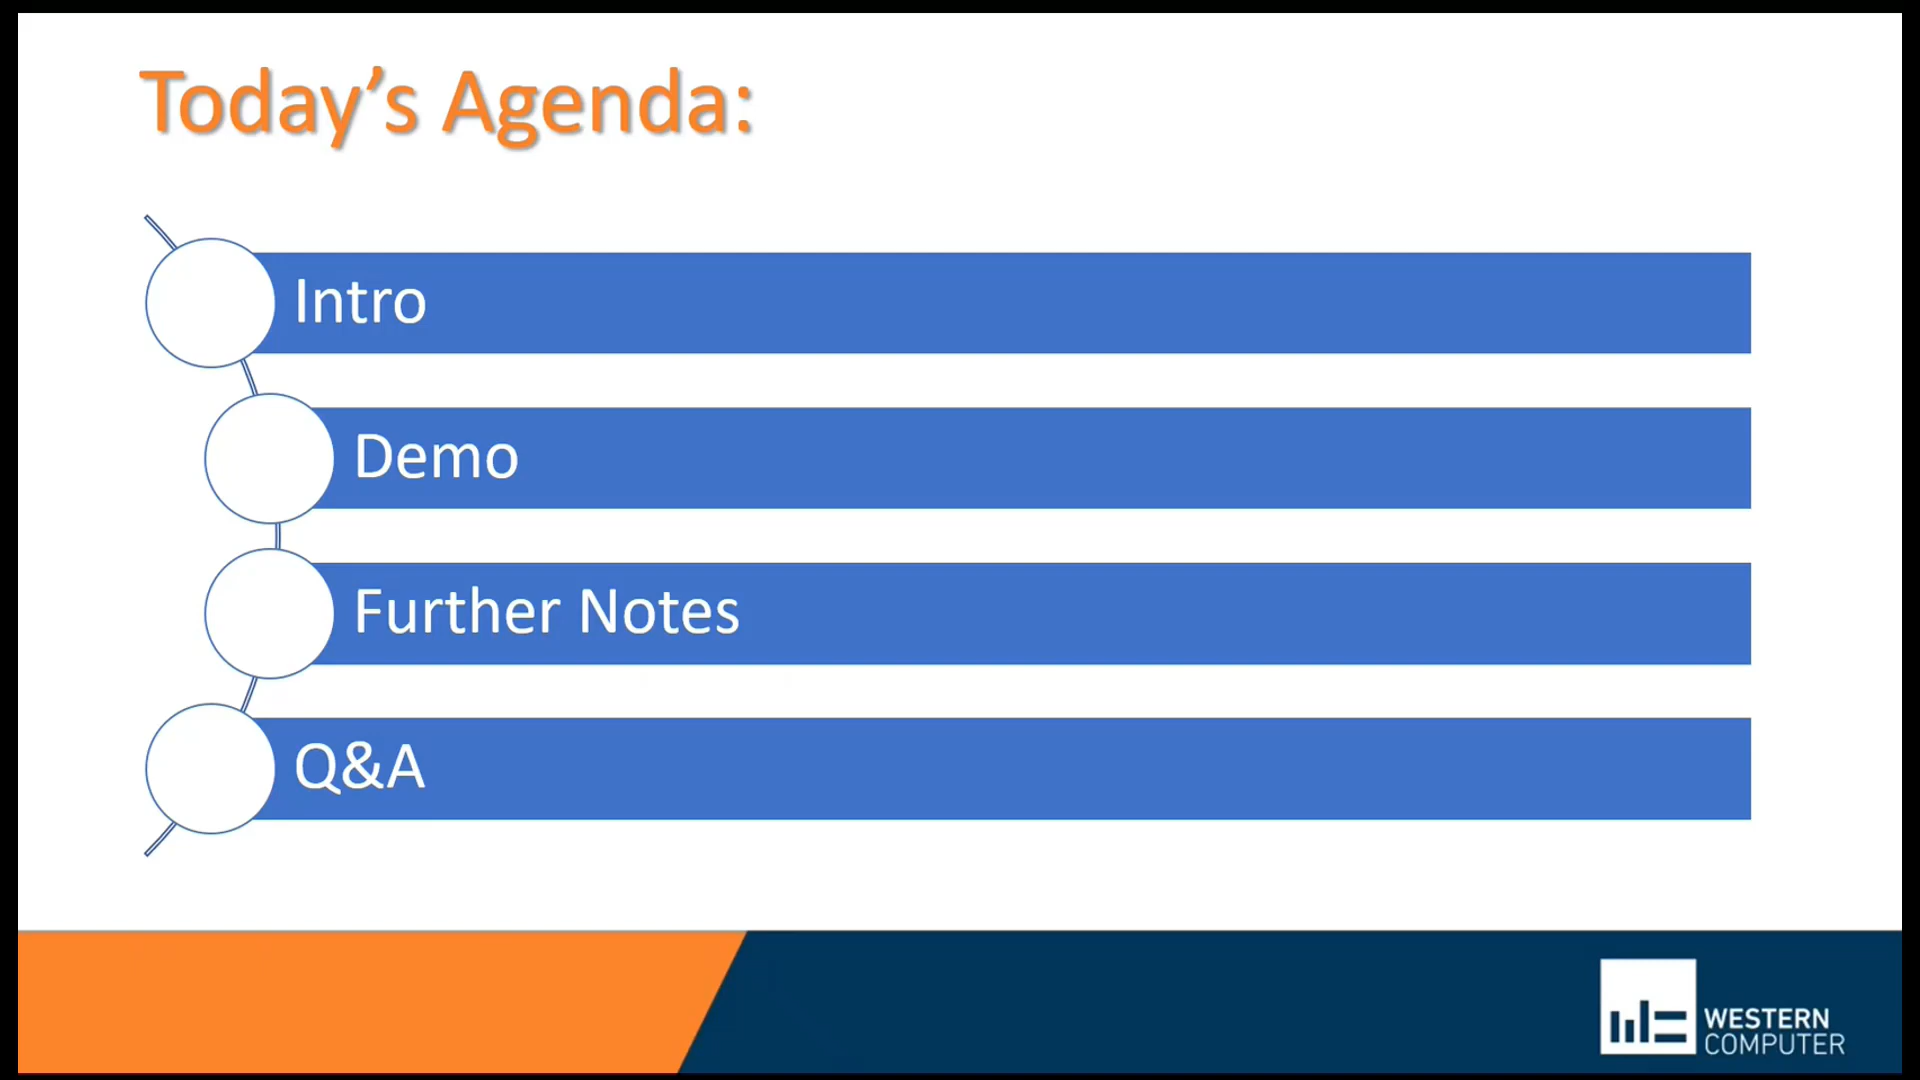 Today’s Agenda:
Intro
Demo
Further Notes
Q&A
WESTERN
COMPUTER